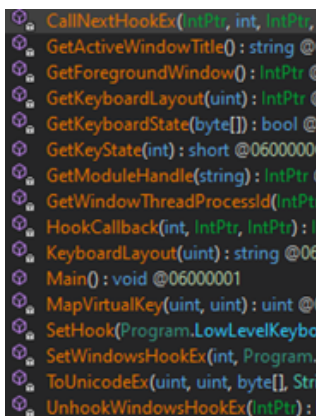 CallNextHookEx(IntPtr, int, IntPtr,
GetActiveWindowTitle() : string @
GetForegroundWindow() : IntPtr @
GetKeyboardLayout(uint) : IntPtr @
GetKeyboardState(byte[]) : bool @
GetKeyState(int) : short @0600000
GetModuleHandle(string) : IntPtr
GetWindowThreadProcessId(IntPt
HookCallback(int, IntPtr, IntPtr) : I
KeyboardLayout(uint) : string @06
Main() : void @06000001
MapVirtualKey(uint, uint) : uint @
SetHook(Program.LowLevelKeybo
SetWindowsHookEx(int, Program.
ToUnicodeEx(uint, uint, byte[], Stri
UnhookWindowsHookEx(IntPtr) :